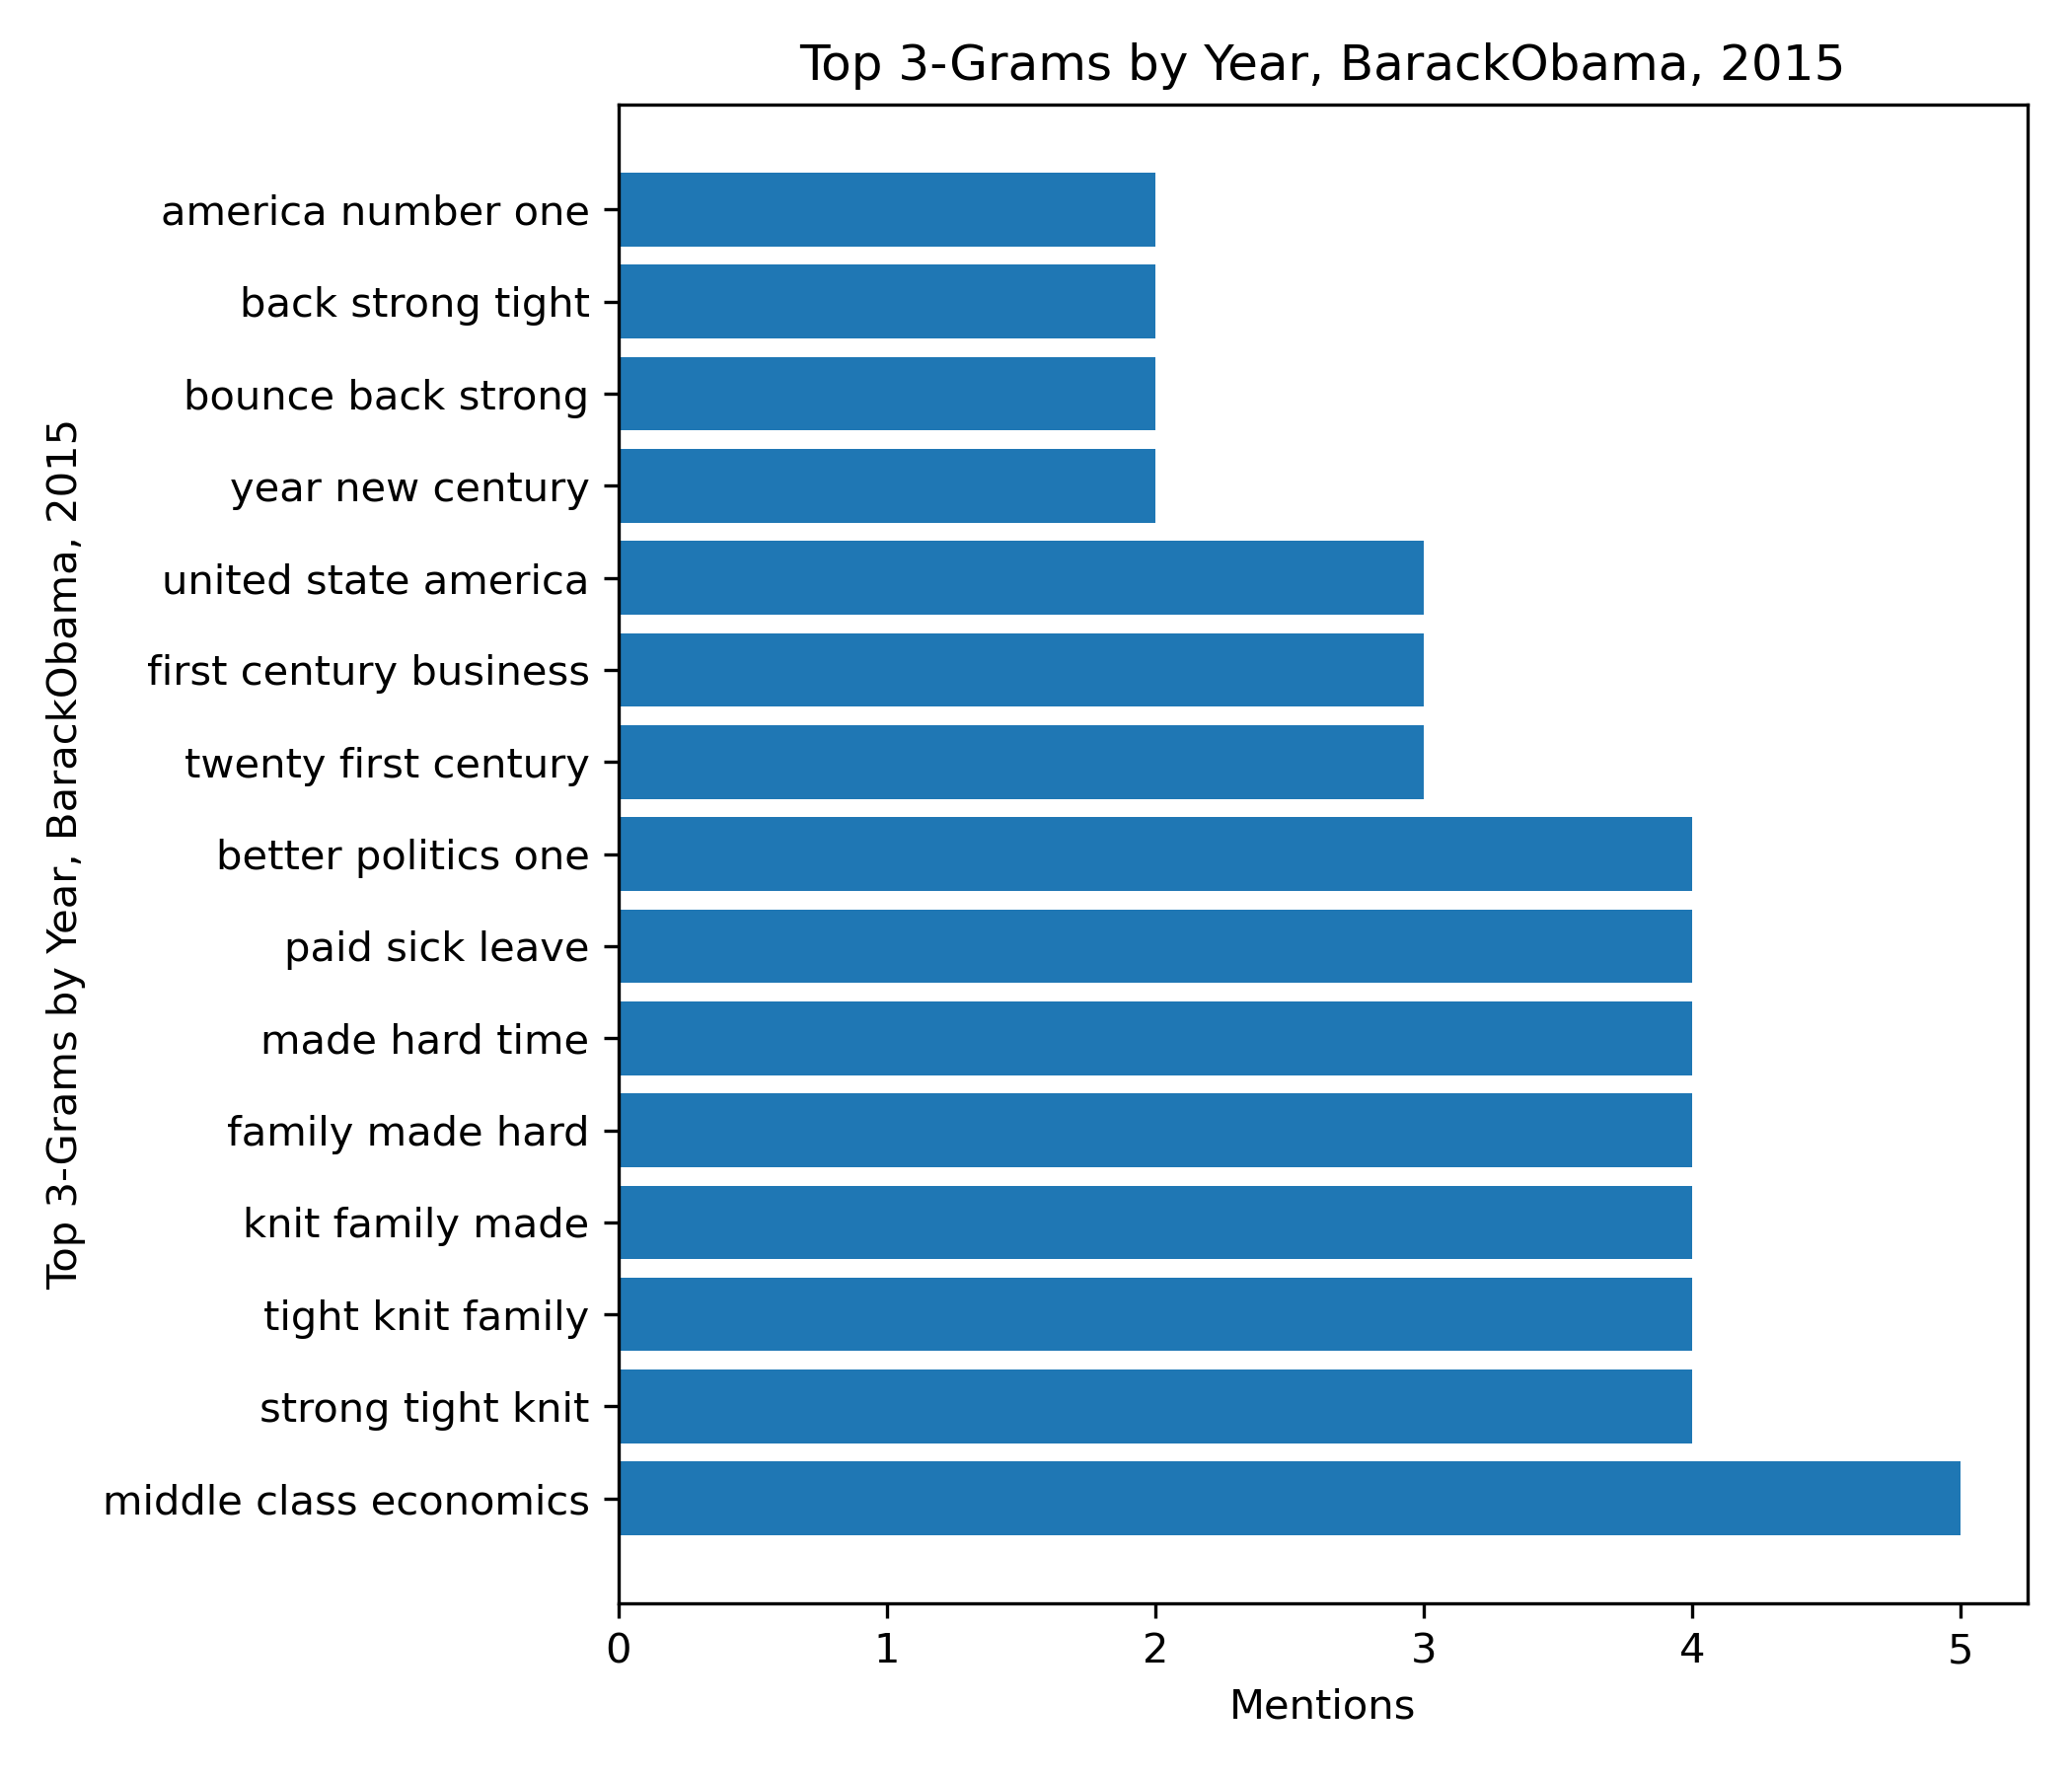 Top 3-Grams by Year, BarackObama, 2015
Top 3-Grams by Year, BarackObama, 2015
america number one
back strong tight
bounce back strong
year new century
united state america
first century business
twenty first century
better politics one
paid sick leave
made hard time
family made hard
knit family made
tight knit family
strong tight knit
middle class economics
0 1 2 3 4 5
Mentions